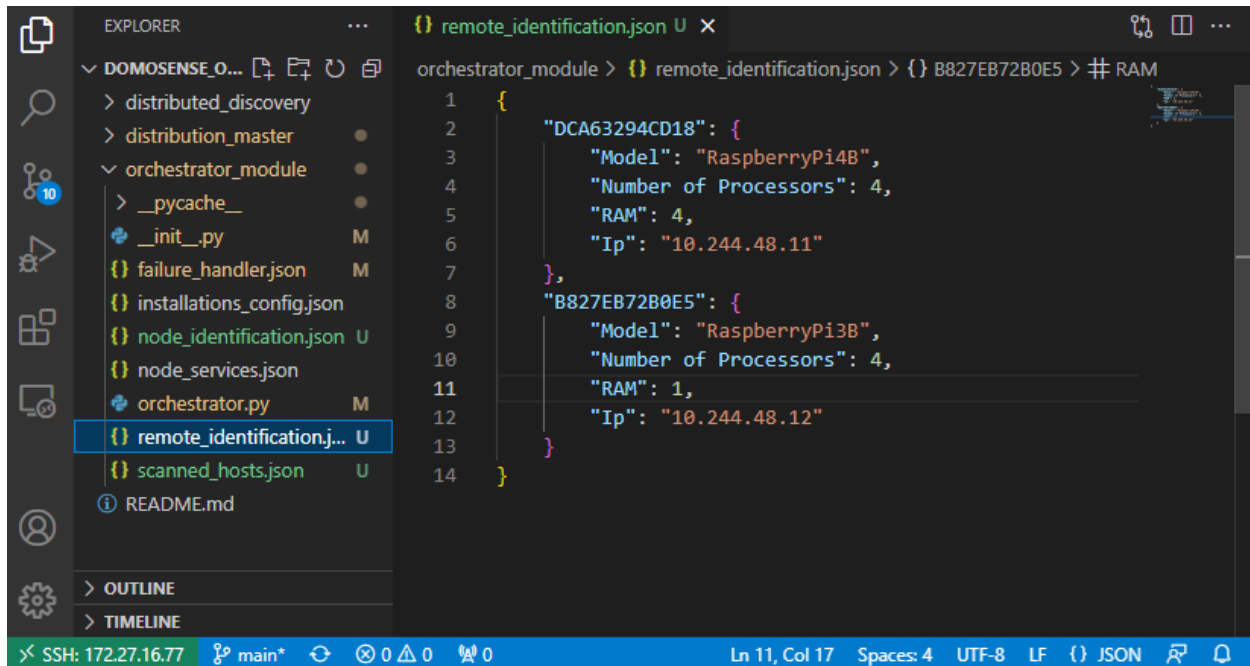 EXPLORER
DOMOSENSE_O...
distributed_discovery
distribution_master
orchestrator_module
__pycache__
__init__.py M
failure_handler.json M
installations_config.json
node_identification.json U
node_services.json
orchestrator.py M
remote_identification.j... U
scanned_hosts.json U
README.md
OUTLINE
TIMELINE
{} remote_identification.json U
orchestrator_module > {} remote_identification.json > {} B827EB72B0E5 > # RAM
1 {
2 "DCA63294CD18": {
3 "Model": "RaspberryPi4B",
4 "Number of Processors": 4,
5 "RAM": 4,
6 "Ip": "10.244.48.11"
7 },
8 "B827EB72B0E5": {
9 "Model": "RaspberryPi3B",
10 "Number of Processors": 4,
11 "RAM": 1,
12 "Ip": "10.244.48.12"
13 }
14 }
10
SSH: 172.27.16.77 main* 0 0 0 Ln 11, Col 17 Spaces: 4 UTF-8 LF {} JSON